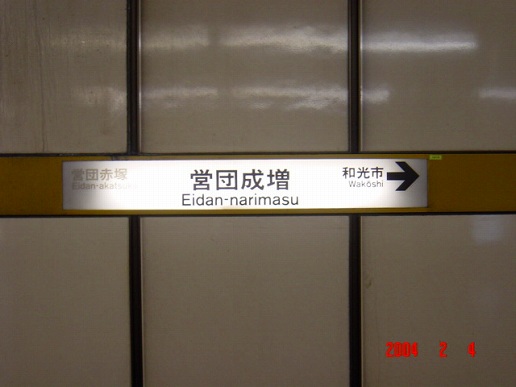 営団赤塚
Eidan-akatsuka
営団成増
Eidan-narimasu
和光市
Wakōshi
2004 2 4